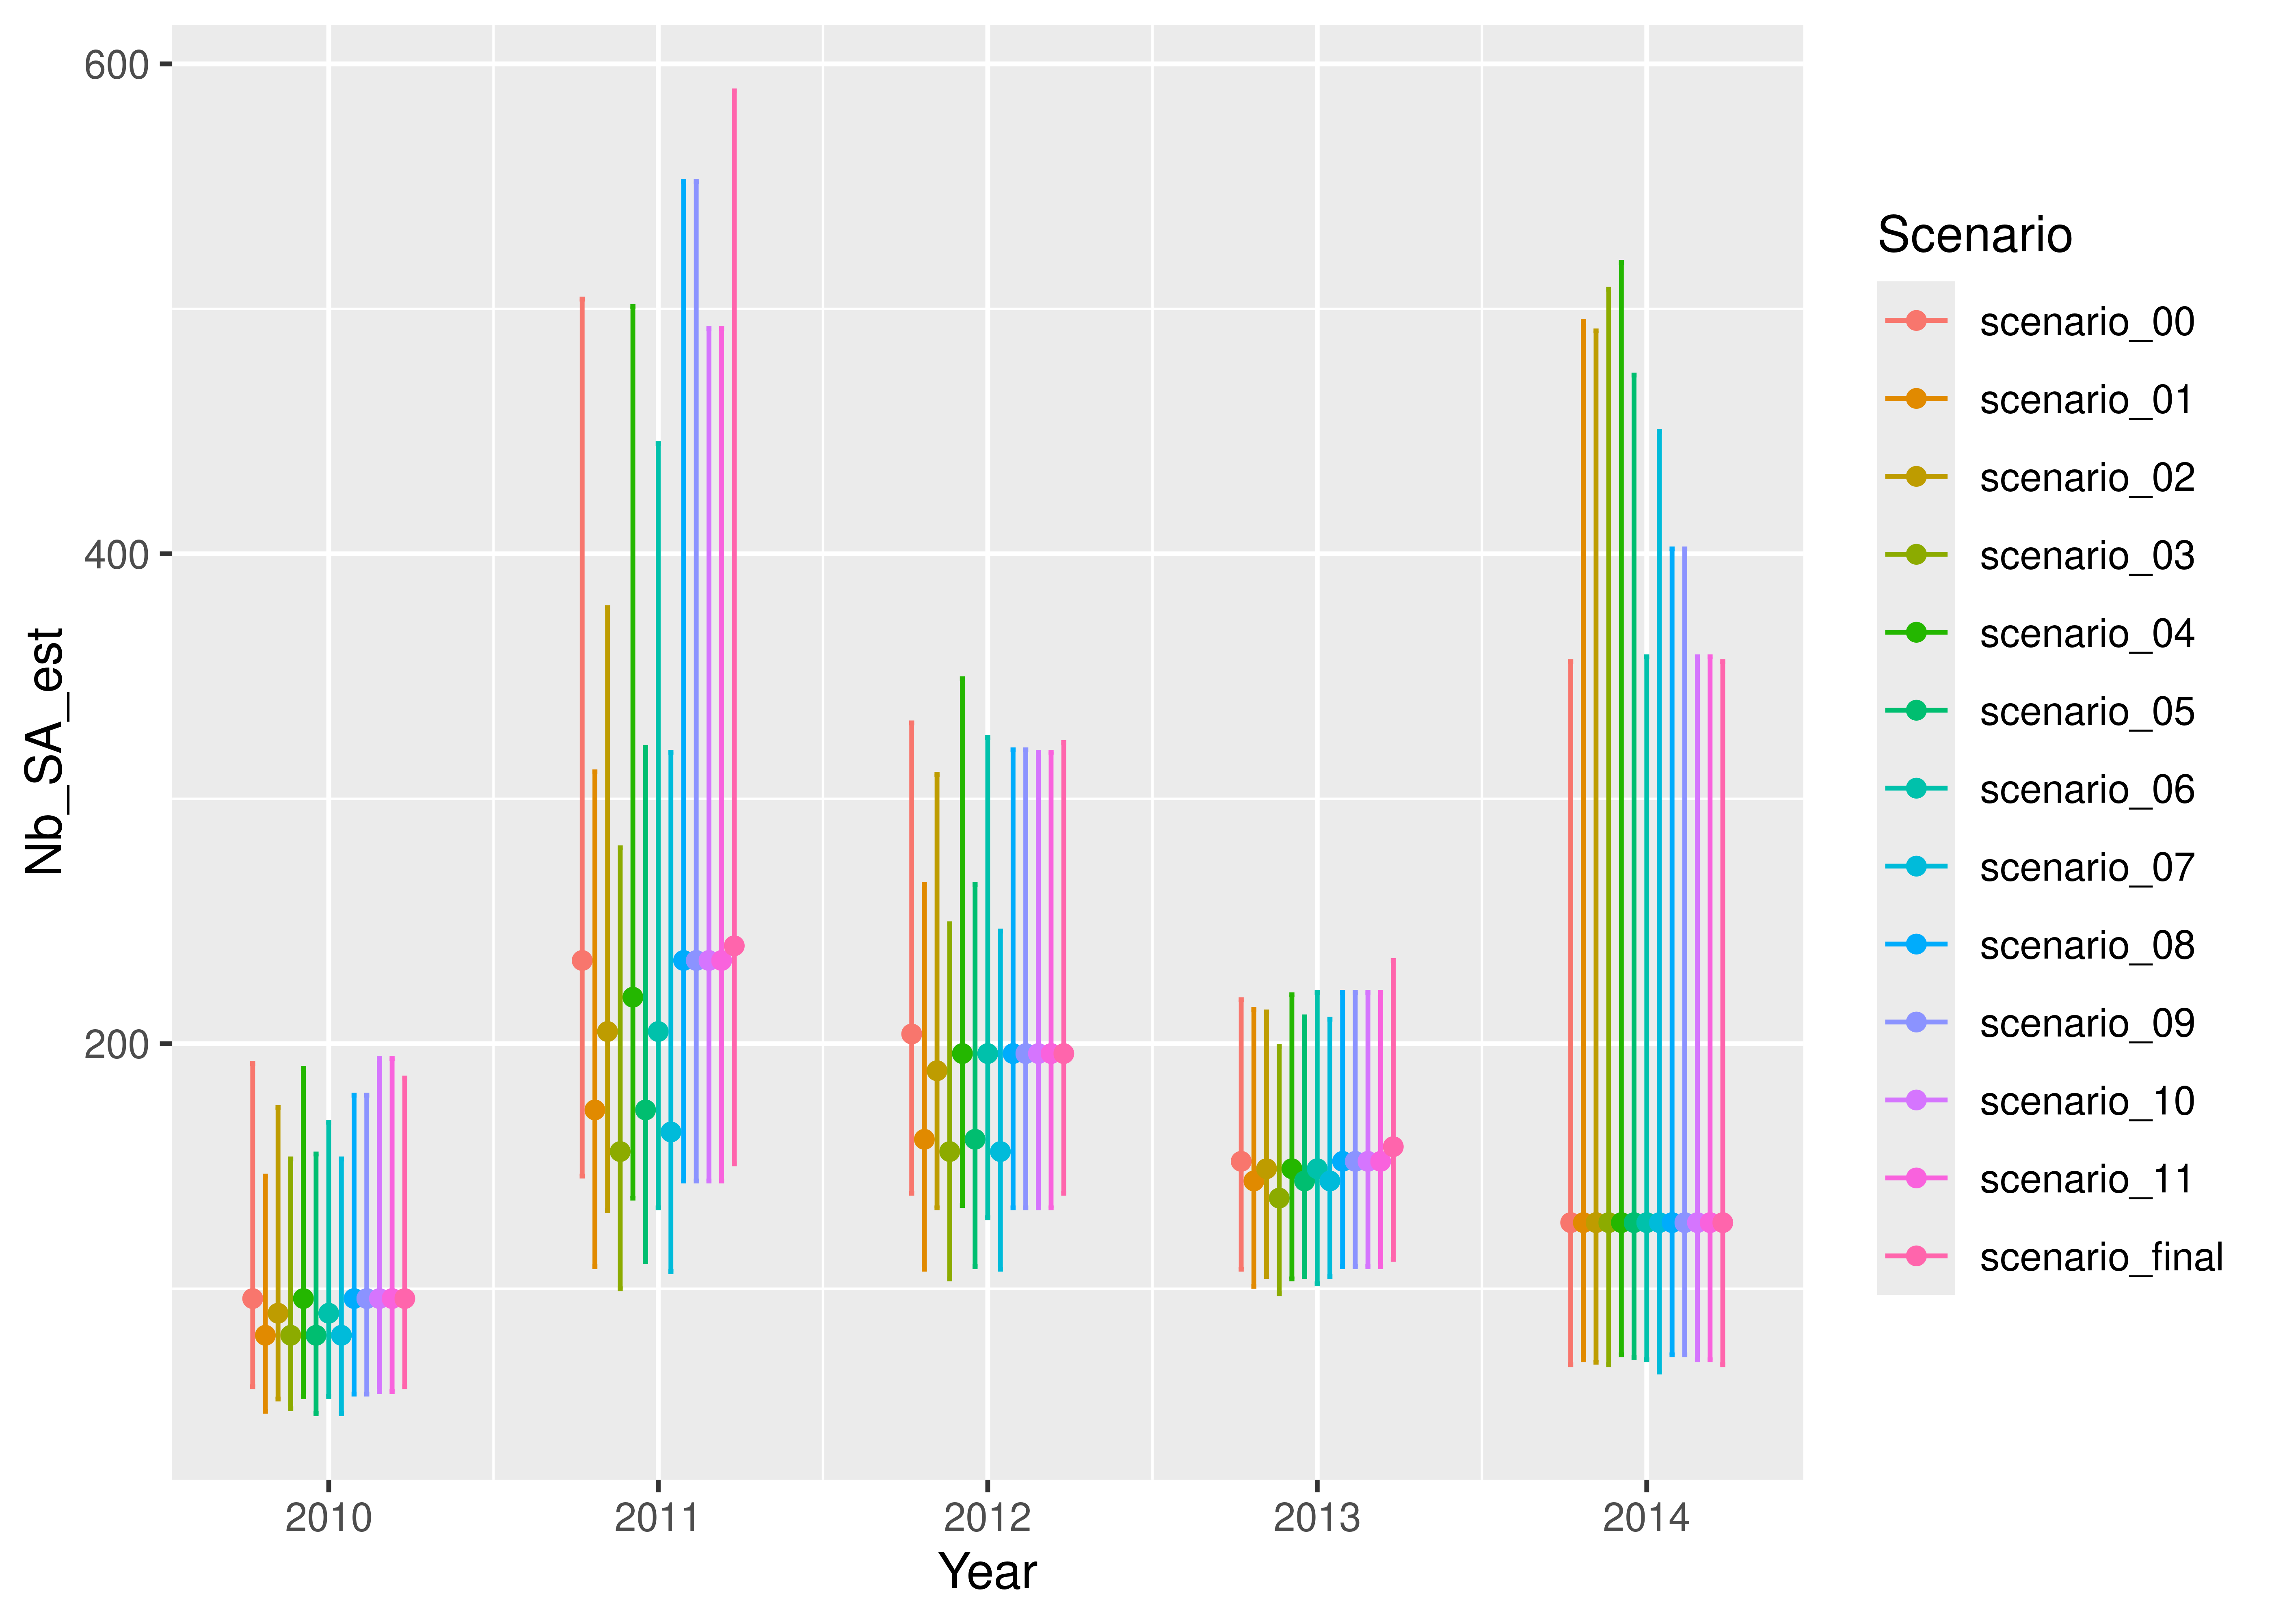 600
400
200
Nb_SA_est
2010 2011 2012 2013 2014
Year
Scenario
scenario_00
scenario_01
scenario_02
scenario_03
scenario_04
scenario_05
scenario_06
scenario_07
scenario_08
scenario_09
scenario_10
scenario_11
scenario_final